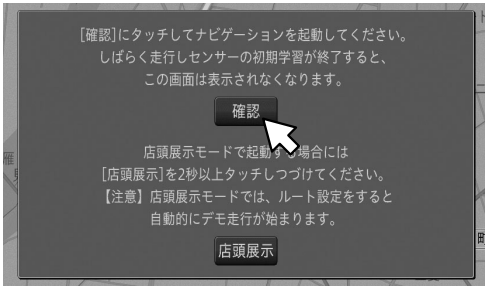 [確認]にタッチしてナビゲーションを起動してください。
しばらく走行しセンサーの初期学習が終了すると、
この画面は表示されなくなります。
確認
店頭展示モードで起動する場合には
[店頭展示]を2秒以上タッチしつづけてください。
【注意】店頭展示モードでは、ルート設定をすると
自動的にデモ走行が始まります。
店頭展示
雁
町